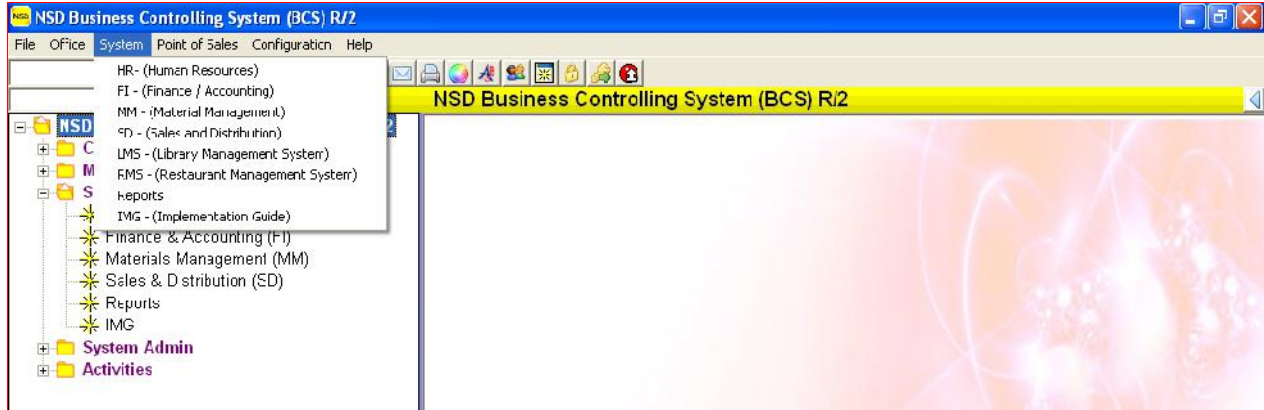 NSD NSD Business Controlling System (BCS) R/2
File Office System Point of Sales Configuration Help
HR- (Human Resources)
FI - (Finance / Accounting)
MM - (Material Management)
SD - (Sales and Distribution)
LMS - (Library Management System)
RMS - (Restaurant Management System)
Reports
IMG - (Implementation Guide)
NSD Business Controlling System (BCS) R/2
NSD 2
C
M
S
Finance & Accounting (FI)
Materials Management (MM)
Sales & Distribution (SD)
Reports
IMG
System Admin
Activities